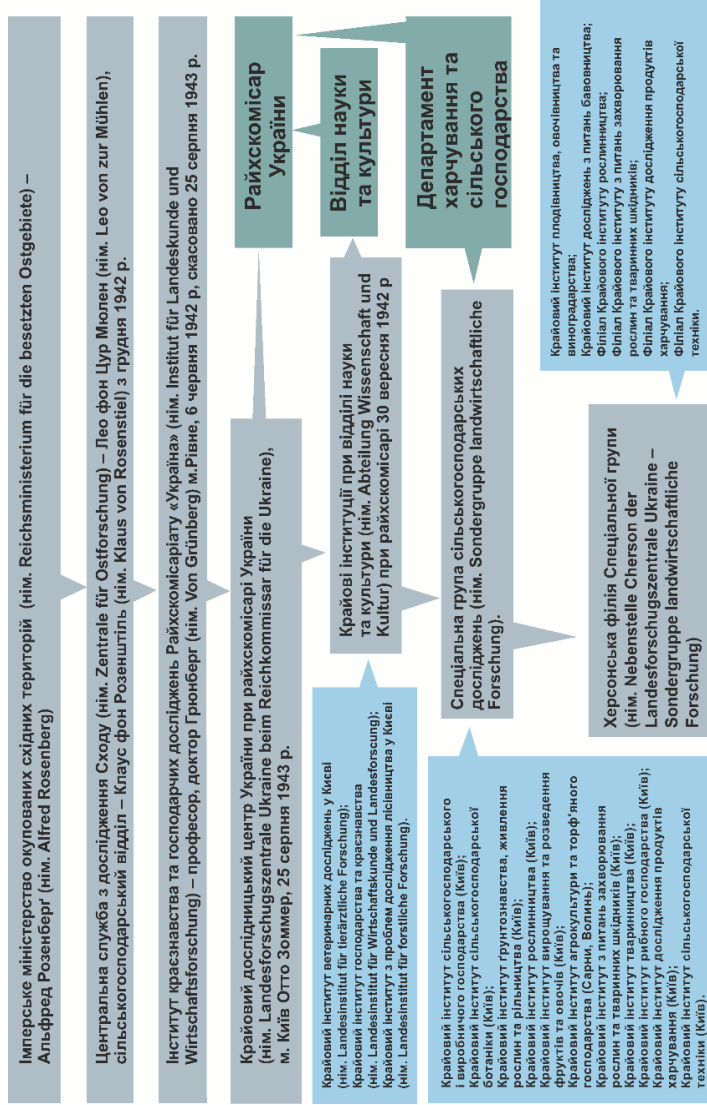 Імперське міністерство окупованих східних територій (нім. Reichsministerium für die besetzten Ostgebiete) –
Альфред Розенберг (нім. Alfred Rosenberg)
Центральна служба з дослідження Сходу (нім. Zentrale für Ostforschung) – Лео фон Цур Мюлен (нім. Leo von zur Mühlen),
сільськогосподарський відділ – Клаус фон Розенштіль (нім. Klaus von Rosenstiel) з грудня 1942 р.
Інститут краєзнавства та господарчих досліджень Райхскомісаріату «Україна» (нім. Institut für Landeskunde und
Wirtschaftsforschung) – професор, доктор Грюнберг (нім. Von Grünberg) м.Рівне, 6 червня 1942 р, скасовано 25 серпня 1943 р.
Крайовий дослідницький центр України при райхскомісарі України
(нім. Landesforschugszentrale Ukraine beim Reichkommissar für die Ukraine),
м. Київ Отто Зоммер, 25 серпня 1943 р.
Райхскомісар
України
Крайовий інститут ветеринарних досліджень у Києві
(нім. Landesinstitut für tierärztliche Forschung);
Крайовий інститут господарства та краєзнавства
(нім. Landesinstitut für Wirtschaftskunde und Landesforscung);
Крайовий інститут з проблем дослідження лісівництва у Києві
(нім. Landesinstitut für forstliche Forschung).
Крайові інституції при відділі науки
та культури (нім. Abteilung Wissenschaft und
Kultur) при райхскомісарі 30 вересня 1942 р
Відділ науки
та культури
Крайовий інститут сільськогосподарського
і виробничого господарства (Київ);
Крайовий інститут сільськогосподарської
ботаніки (Київ);
Крайовий інститут ґрунтознавства, живлення
рослин та рільництва (Київ);
Крайовий інститут рослинництва (Київ);
Крайовий інститут вирощування та розведення
фруктів та овочів (Київ);
Крайовий інститут агрокультури та торф'яного
господарства (Сарни, Волинь);
Крайовий інститут з питань захворювання
рослин та тваринних шкідників (Київ);
Крайовий інститут тваринництва (Київ);
Крайовий інститут рибного господарства (Київ);
Крайовий інститут дослідження продуктів
харчування (Київ);
Крайовий інститут сільськогосподарської
техніки (Київ).
Спеціальна група сільськогосподарських
досліджень (нім. Sondergruppe landwirtschaftliche
Forschung).
Департамент
харчування та
сільського
господарства
Херсонська філія Спеціальної групи
(нім. Nebenstelle Cherson der
Landesforschugszentrale Ukraine –
Sondergruppe landwirtschaftliche
Forschung)
Крайовий інститут плодівництва, овочівництва та
виноградарства;
Крайовий інститут досліджень з питань бавовництва;
Філіал Крайового інституту рослинництва;
Філіал Крайового інституту з питань захворювання
рослин та тваринних шкідників;
Філіал Крайового інституту дослідження продуктів
харчування;
Філіал Крайового інституту сільськогосподарської
техніки.